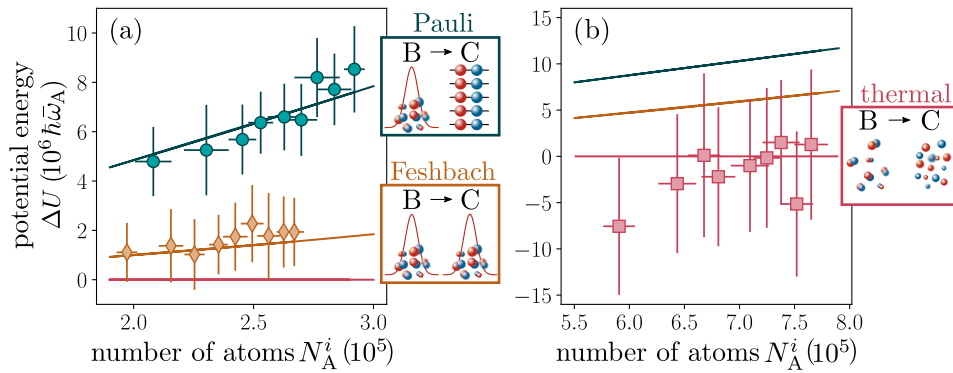 potential energy
ΔU (10⁶ ħω̄_A)
(a)
8
6
4
2
0
2.0
2.5
3.0
number of atoms N_A^i (10⁵)
Pauli
B → C
Feshbach
B → C
(b)
15
10
5
0
−5
−10
−15
5.5
6.0
6.5
7.0
7.5
8.0
number of atoms N_A^i (10⁵)
thermal
B → C